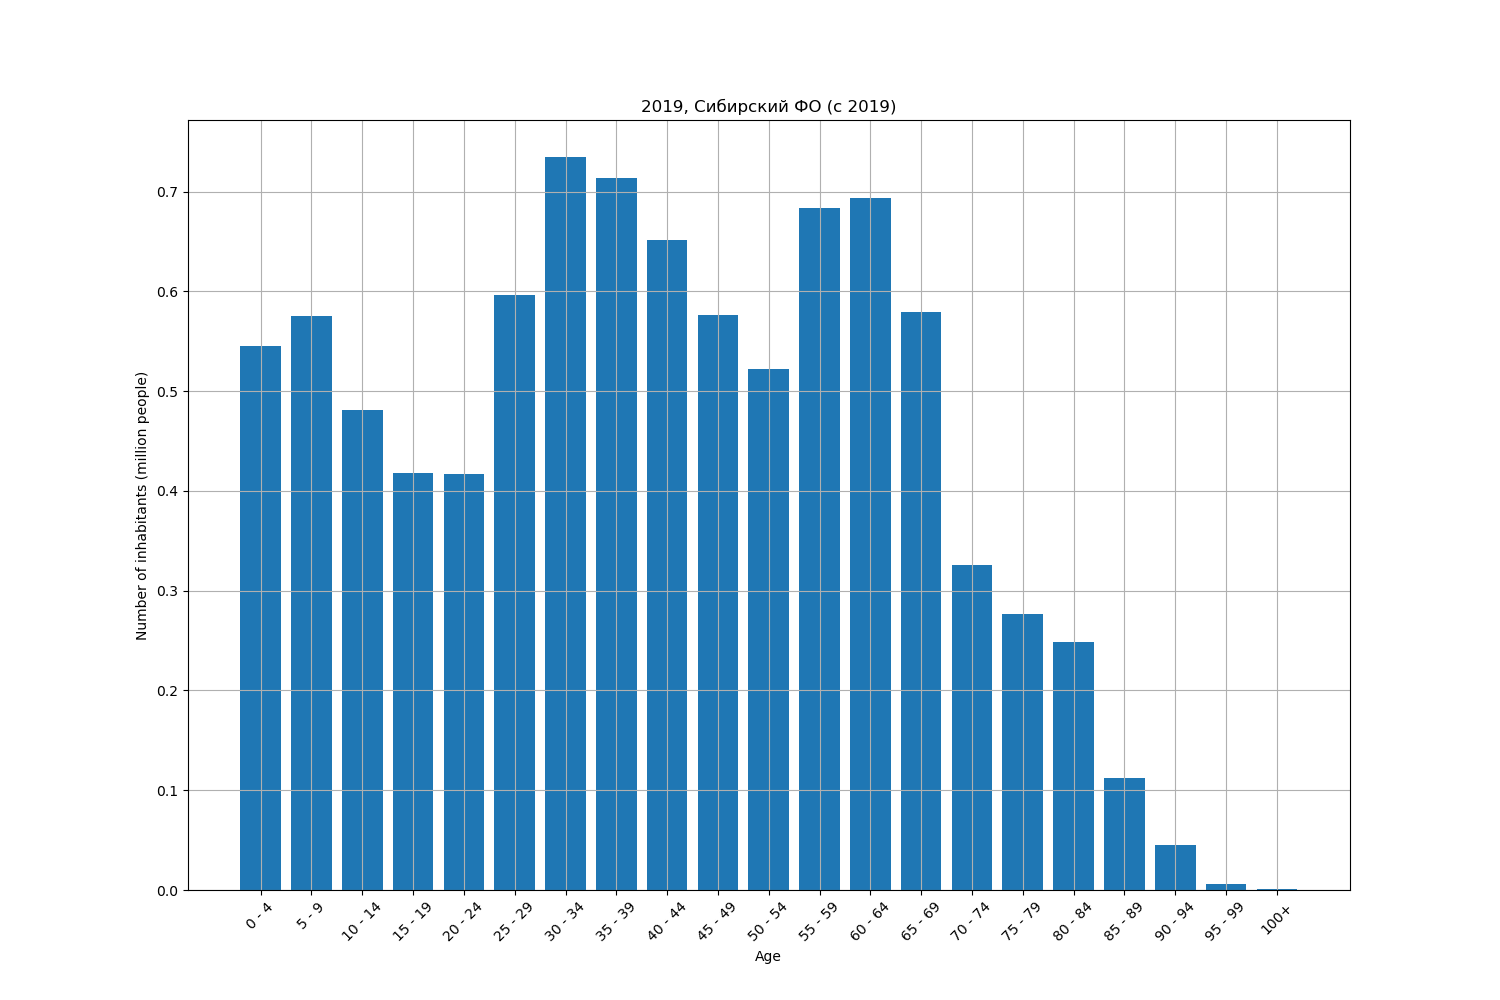 2019, Сибирский ФО (с 2019)
Number of inhabitants (million people)
0.7
0.6
0.5
0.4
0.3
0.2
0.1
0.0
0 - 4
5 - 9
10 - 14
15 - 19
20 - 24
25 - 29
30 - 34
35 - 39
40 - 44
45 - 49
50 - 54
55 - 59
60 - 64
65 - 69
70 - 74
75 - 79
80 - 84
85 - 89
90 - 94
95 - 99
100+
Age